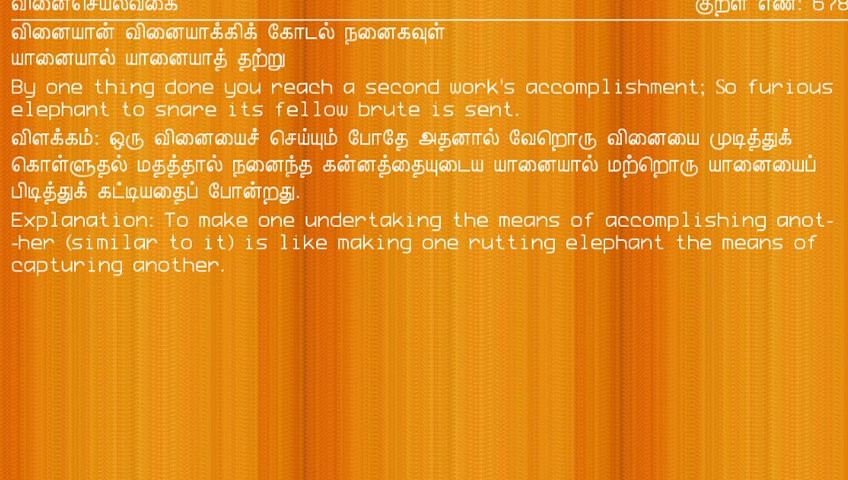 வினைசெயல்வகை குறள் எண்: 678
வினையான் வினையாக்கிக் கோடல் நனைகவுள்
யானையால் யானையாத் தற்று
By one thing done you reach a second work's accomplishment; So furious
elephant to snare its fellow brute is sent.
விளக்கம்: ஒரு வினையைச் செய்யும் போதே அதனால் வேறொரு வினையை முடித்துக்
கொள்ளுதல் மதத்தால் நனைந்த கன்னத்தையுடைய யானையால் மற்றொரு யானையைப்
பிடித்துக் கட்டியதைப் போன்றது.
Explanation: To make one undertaking the means of accomplishing anot-
-her (similar to it) is like making one rutting elephant the means of
capturing another.